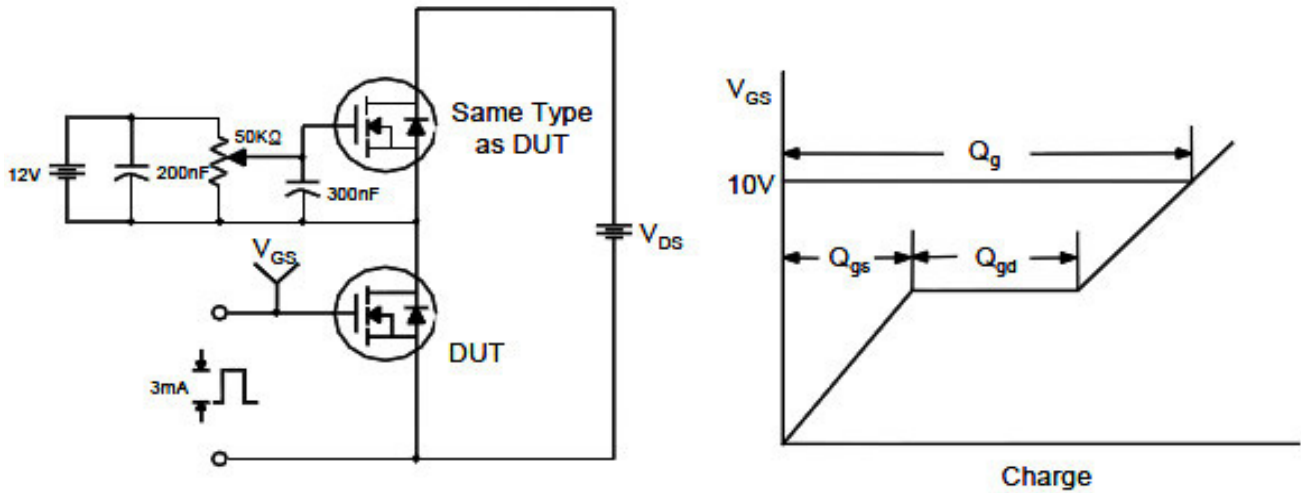 Same Type
as DUT
50KΩ
12V
200nF
300nF
VGS
VDS
DUT
3mA
VGS
Qg
10V
Qgs
Qgd
Charge